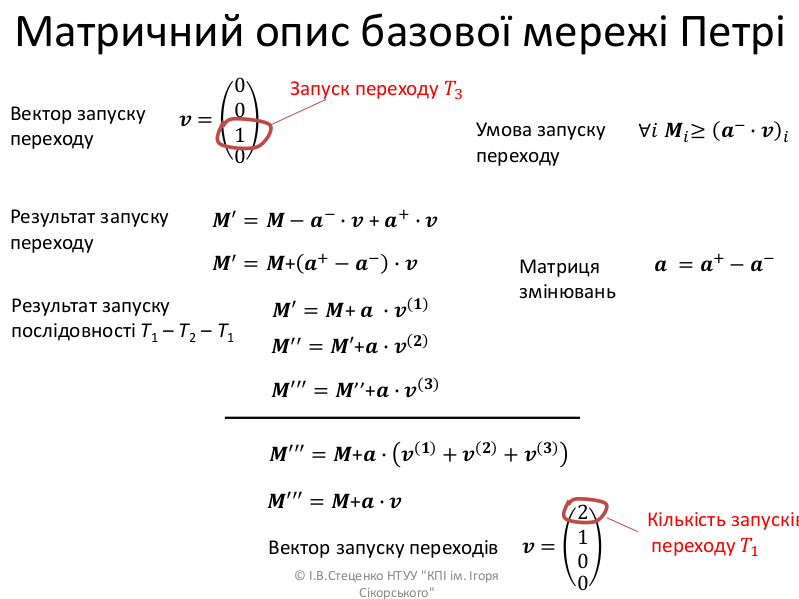 Матричний опис базової мережі Петрі
Вектор запуску
переходу
v = (0 0 1 0)
Запуск переходу T₃
Умова запуску
переходу
∀i Mᵢ≥ (a⁻ · v)ᵢ
Результат запуску
переходу
M′ = M − a⁻ · v + a⁺ · v
M′ = M+(a⁺ − a⁻) · v
Матриця
змінювань
a = a⁺ − a⁻
Результат запуску
послідовності T₁ – T₂ – T₁
M′ = M+ a · v⁽¹⁾
M′′ = M′+a · v⁽²⁾
M′′′ = M′′+a · v⁽³⁾
M′′′ = M+a · (v⁽¹⁾ + v⁽²⁾ + v⁽³⁾)
M′′′ = M+a · v
Вектор запуску переходів
v = (2 1 0 0)
Кількість запусків
переходу T₁
© І.В.Стеценко НТУУ "КПІ ім. Ігоря
Сікорського"